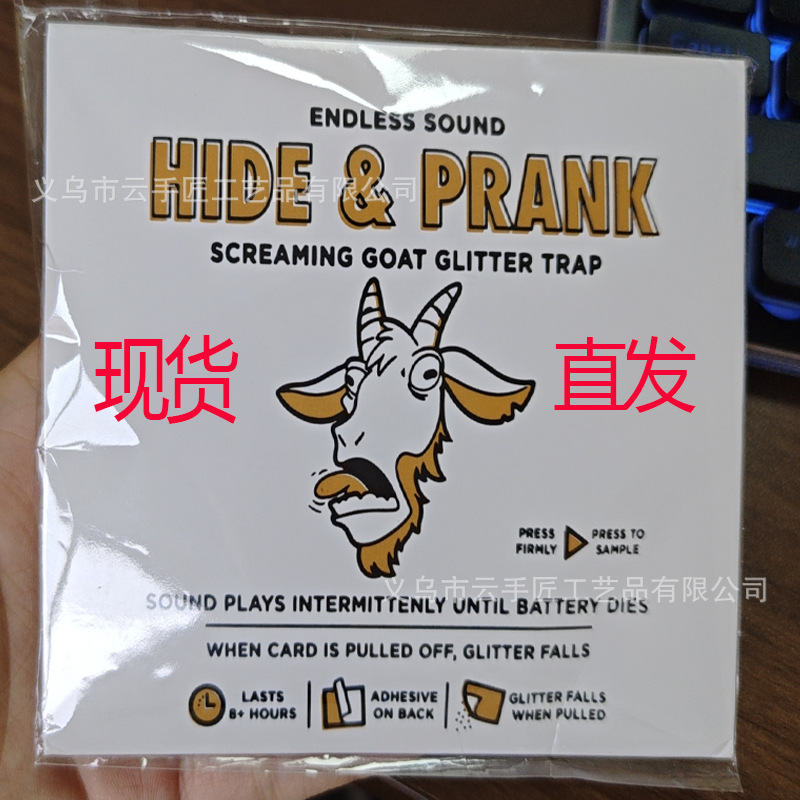 ENDLESS SOUND
HIDE & PRANK
义乌市云手匠工艺品有限公司
SCREAMING GOAT GLITTER TRAP
现货 直发
PRESS FIRMLY
PRESS TO SAMPLE
义乌市云手匠工艺品有限公司
SOUND PLAYS INTERMITTENLY UNTIL BATTERY DIES
WHEN CARD IS PULLED OFF, GLITTER FALLS
LASTS
8+ HOURS
ADHESIVE
ON BACK
GLITTER FALLS
WHEN PULLED